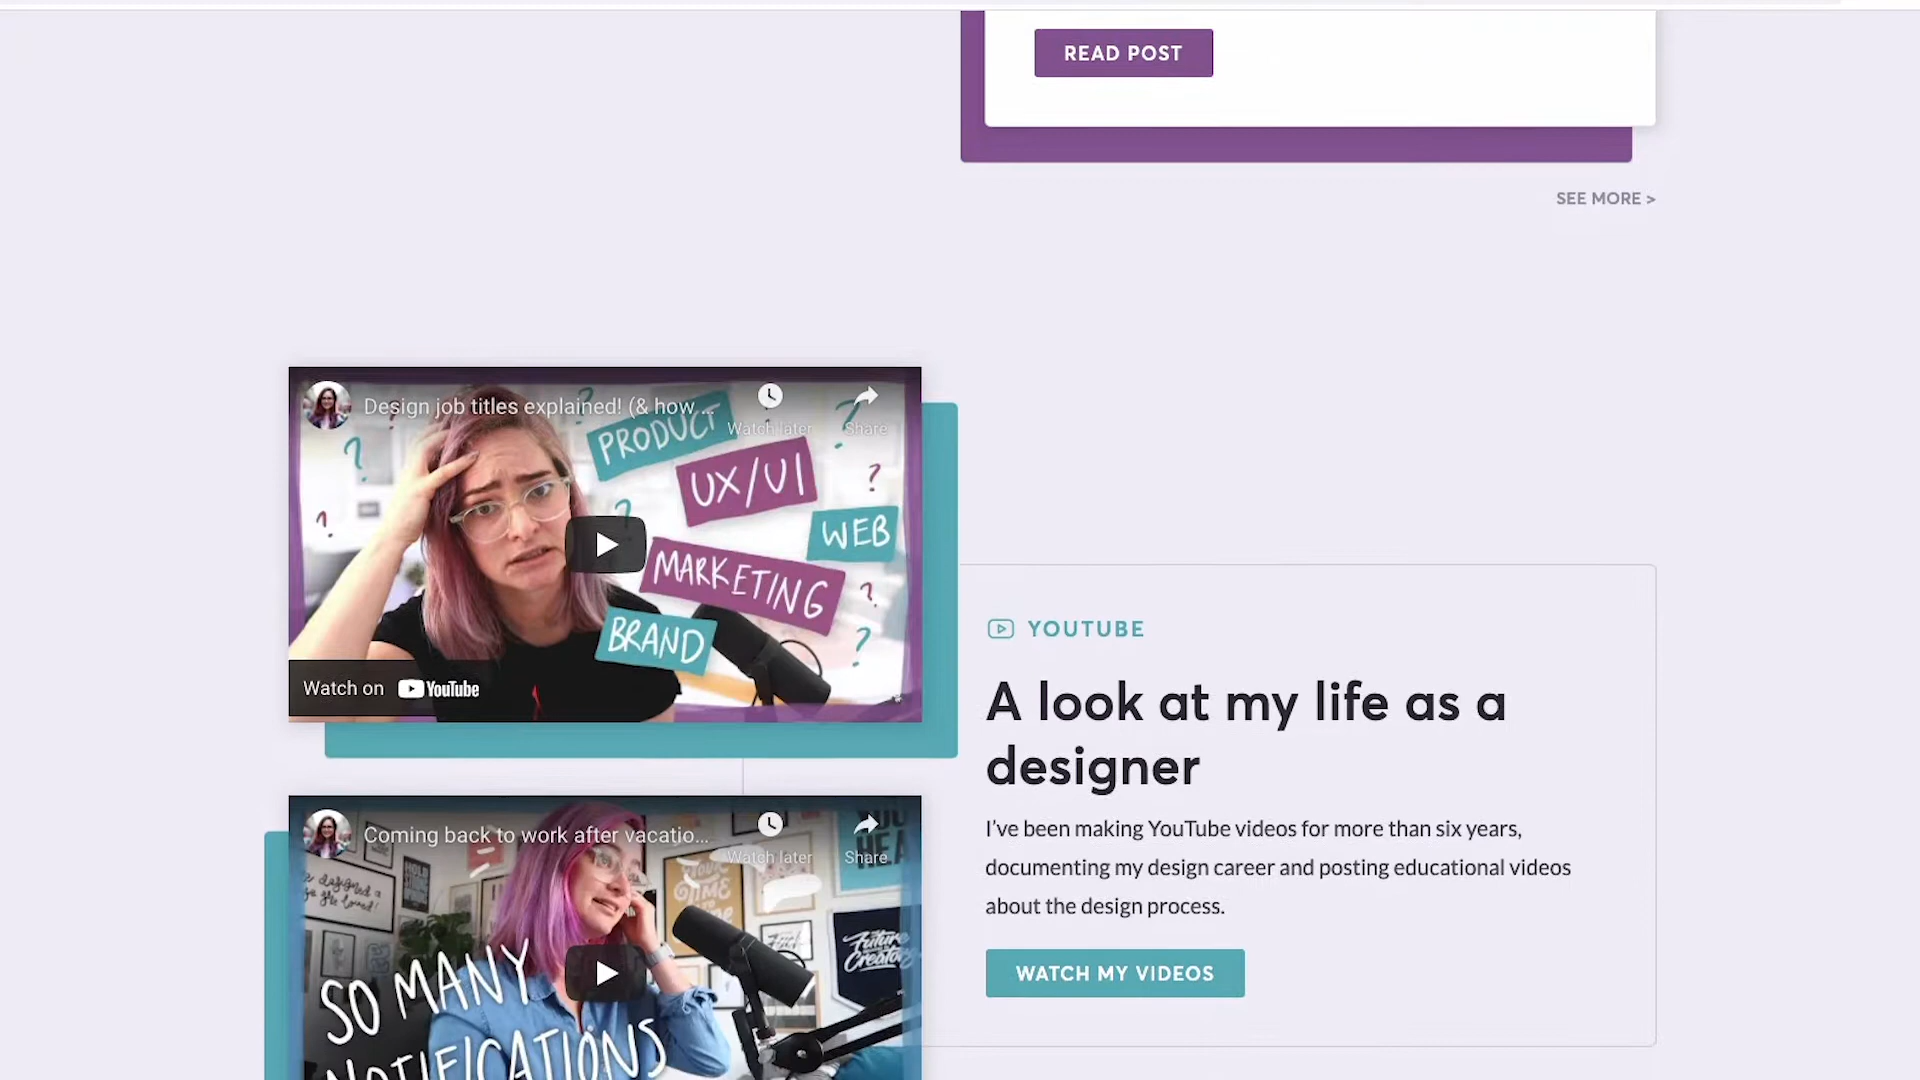 READ POST
SEE MORE >
Design job titles explained! (& how ...
Watch later
Share
PRODUCT
UX/UI
WEB
MARKETING
BRAND
Watch on YouTube
YOUTUBE
A look at my life as a
designer
I've been making YouTube videos for more than six years,
documenting my design career and posting educational videos
about the design process.
WATCH MY VIDEOS
Coming back to work after vacatio...
Watch later
Share
SO MANY
NOTIFICATIONS